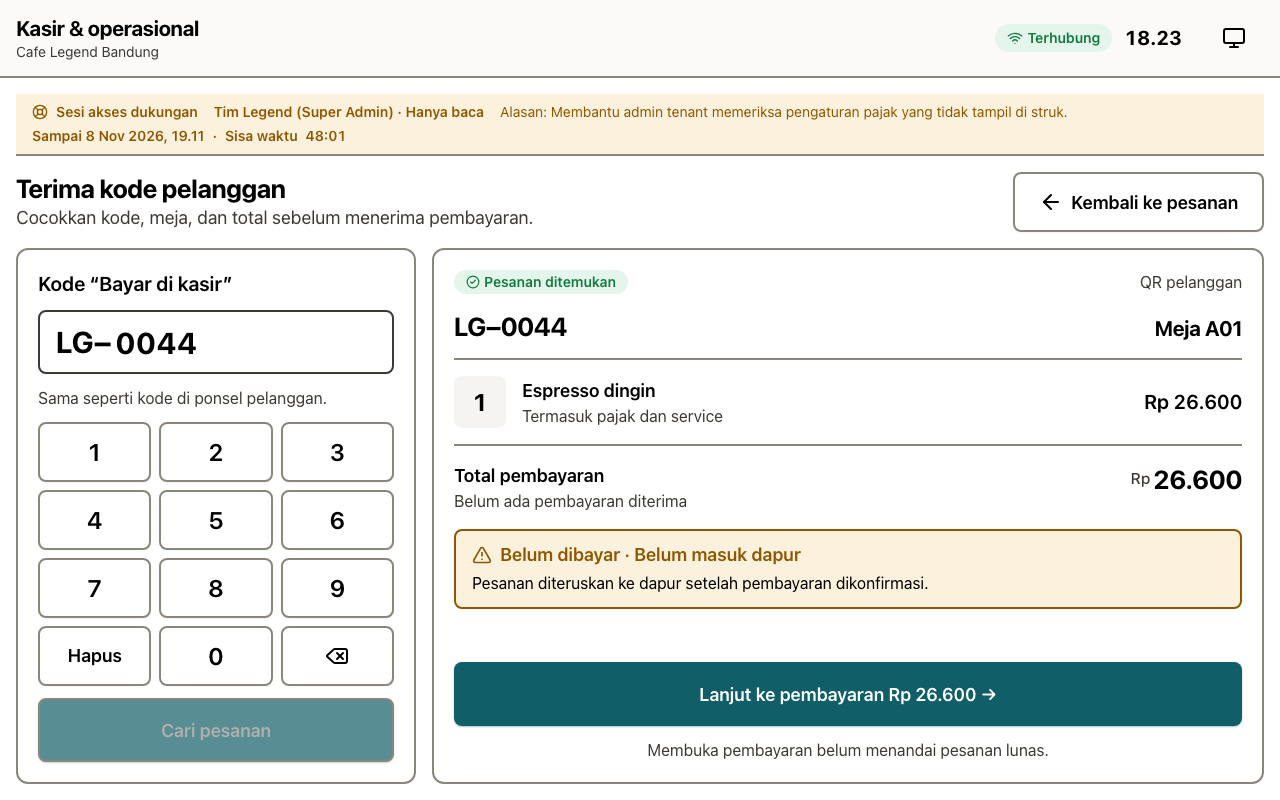 Kasir & operasional
Cafe Legend Bandung
Terhubung
18.23
Sesi akses dukungan Tim Legend (Super Admin) · Hanya baca Alasan: Membantu admin tenant memeriksa pengaturan pajak yang tidak tampil di struk.
Sampai 8 Nov 2026, 19.11 · Sisa waktu 48:01
Terima kode pelanggan
Cocokkan kode, meja, dan total sebelum menerima pembayaran.
Kembali ke pesanan
Kode “Bayar di kasir”
LG–0044
Sama seperti kode di ponsel pelanggan.
1 2 3
4 5 6
7 8 9
Hapus 0
Cari pesanan
Pesanan ditemukan
QR pelanggan
LG–0044
Meja A01
1
Espresso dingin
Termasuk pajak dan service
Rp 26.600
Total pembayaran
Belum ada pembayaran diterima
Rp 26.600
Belum dibayar · Belum masuk dapur
Pesanan diteruskan ke dapur setelah pembayaran dikonfirmasi.
Lanjut ke pembayaran Rp 26.600 →
Membuka pembayaran belum menandai pesanan lunas.